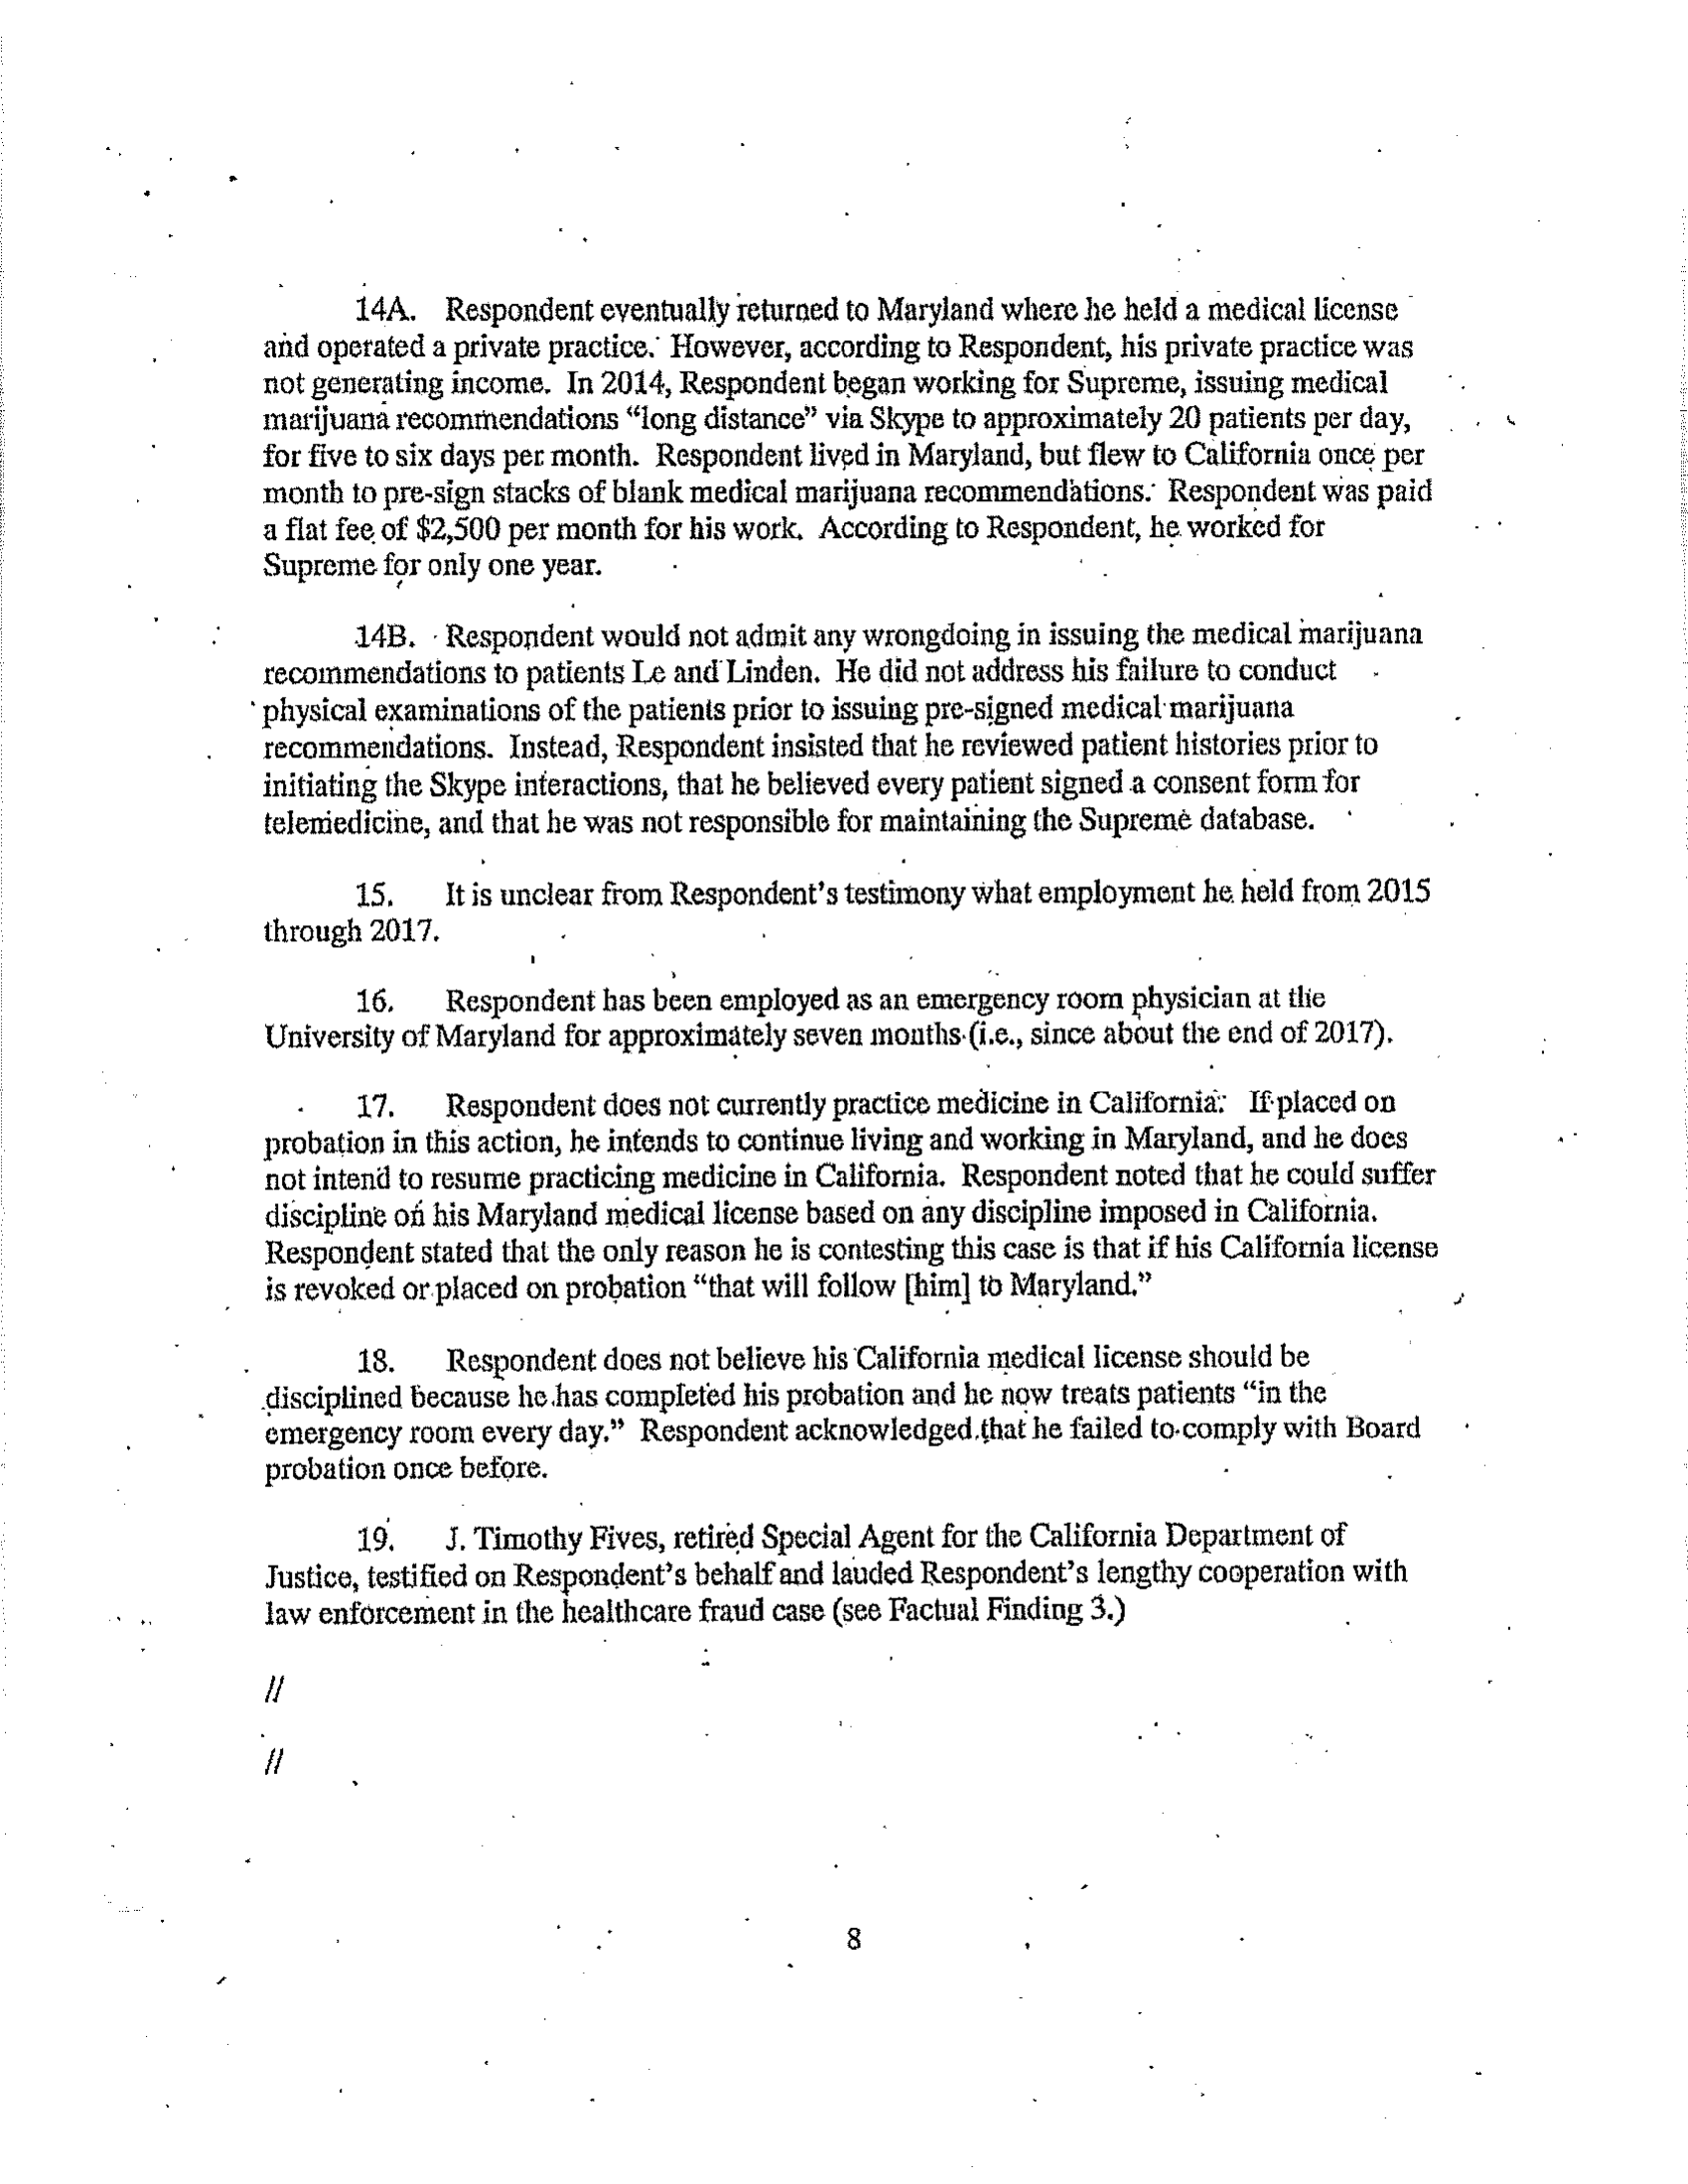 14A. Respondent eventually returned to Maryland where he held a medical license
and operated a private practice. However, according to Respondent, his private practice was
not generating income. In 2014, Respondent began working for Supreme, issuing medical
marijuana recommendations “long distance” via Skype to approximately 20 patients per day,
for five to six days per month. Respondent lived in Maryland, but flew to California once per
month to pre-sign stacks of blank medical marijuana recommendations. Respondent was paid
a flat fee of $2,500 per month for his work. According to Respondent, he worked for
Supreme for only one year.
14B. Respondent would not admit any wrongdoing in issuing the medical marijuana
recommendations to patients Le and Linden. He did not address his failure to conduct
physical examinations of the patients prior to issuing pre-signed medical marijuana
recommendations. Instead, Respondent insisted that he reviewed patient histories prior to
initiating the Skype interactions, that he believed every patient signed a consent form for
telemedicine, and that he was not responsible for maintaining the Supreme database.
15. It is unclear from Respondent’s testimony what employment he held from 2015
through 2017.
16. Respondent has been employed as an emergency room physician at the
University of Maryland for approximately seven months (i.e., since about the end of 2017).
17. Respondent does not currently practice medicine in California. If placed on
probation in this action, he intends to continue living and working in Maryland, and he does
not intend to resume practicing medicine in California. Respondent noted that he could suffer
discipline on his Maryland medical license based on any discipline imposed in California.
Respondent stated that the only reason he is contesting this case is that if his California license
is revoked or placed on probation “that will follow [him] to Maryland.”
18. Respondent does not believe his California medical license should be
disciplined because he has completed his probation and he now treats patients “in the
emergency room every day.” Respondent acknowledged that he failed to comply with Board
probation once before.
19. J. Timothy Fives, retired Special Agent for the California Department of
Justice, testified on Respondent’s behalf and lauded Respondent’s lengthy cooperation with
law enforcement in the healthcare fraud case (see Factual Finding 3.)
//
//
8